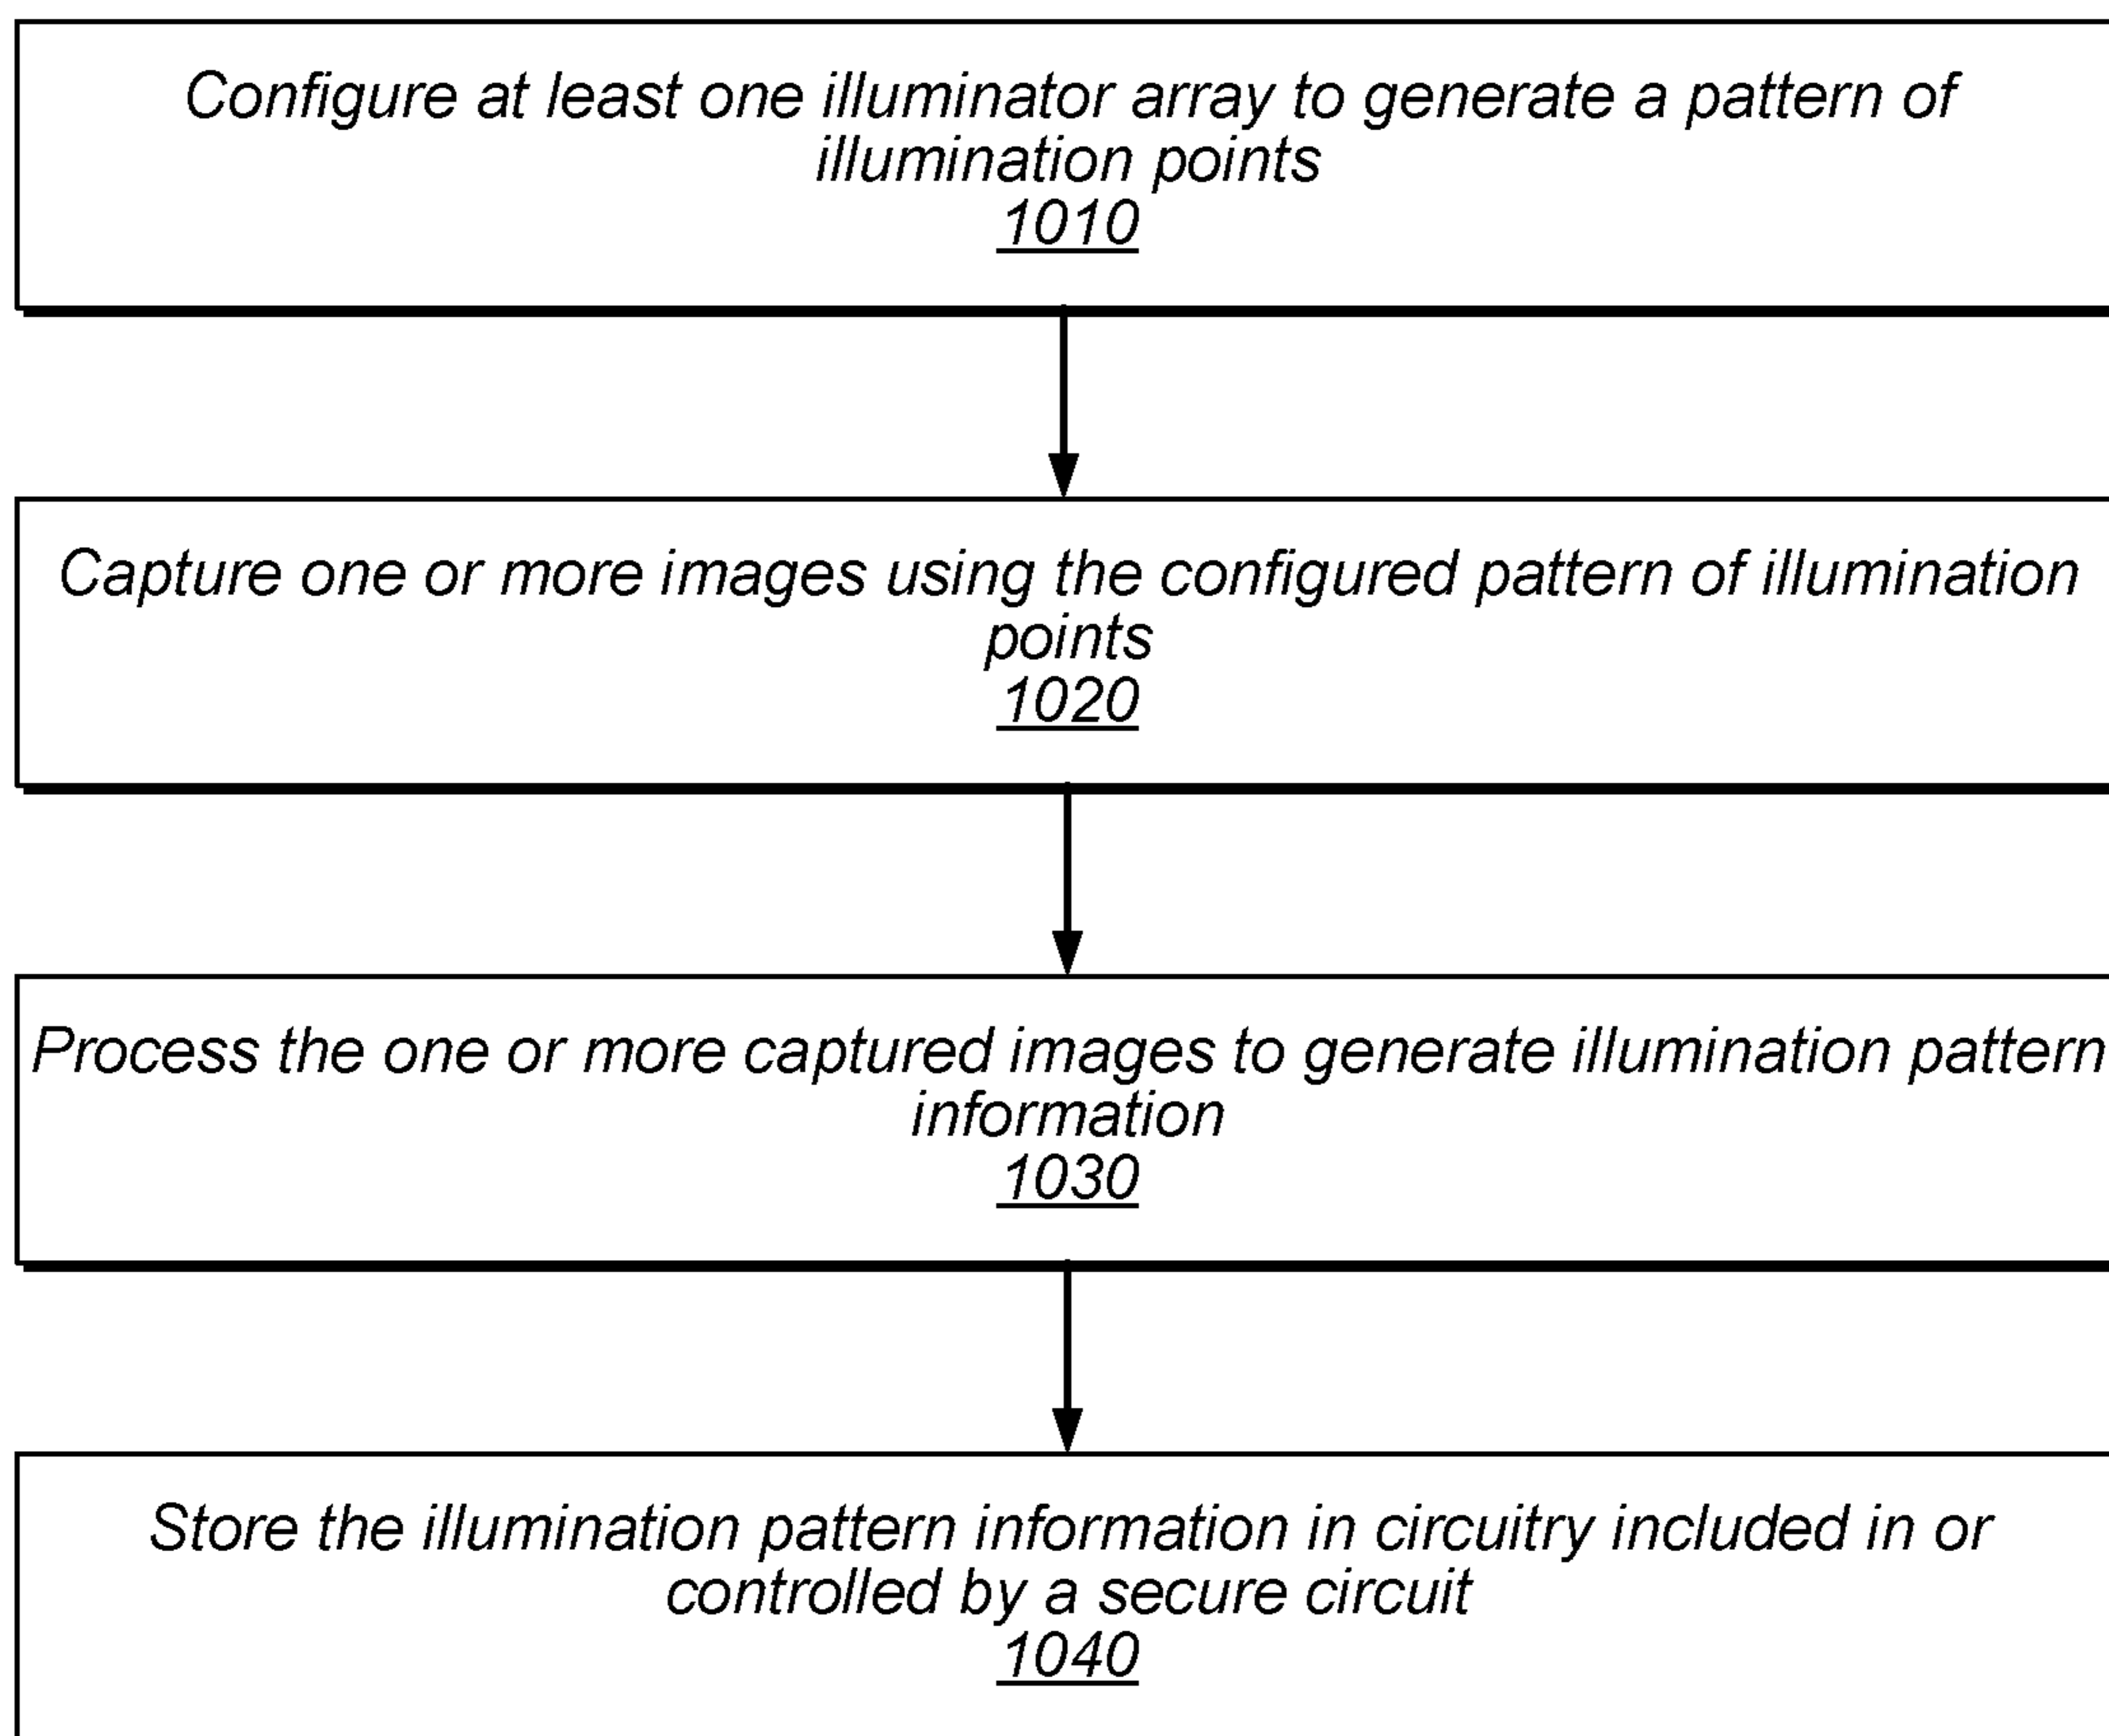 Configure at least one illuminator array to generate a pattern of
illumination points
1010
Capture one or more images using the configured pattern of illumination
points
1020
Process the one or more captured images to generate illumination pattern
information
1030
Store the illumination pattern information in circuitry included in or
controlled by a secure circuit
1040